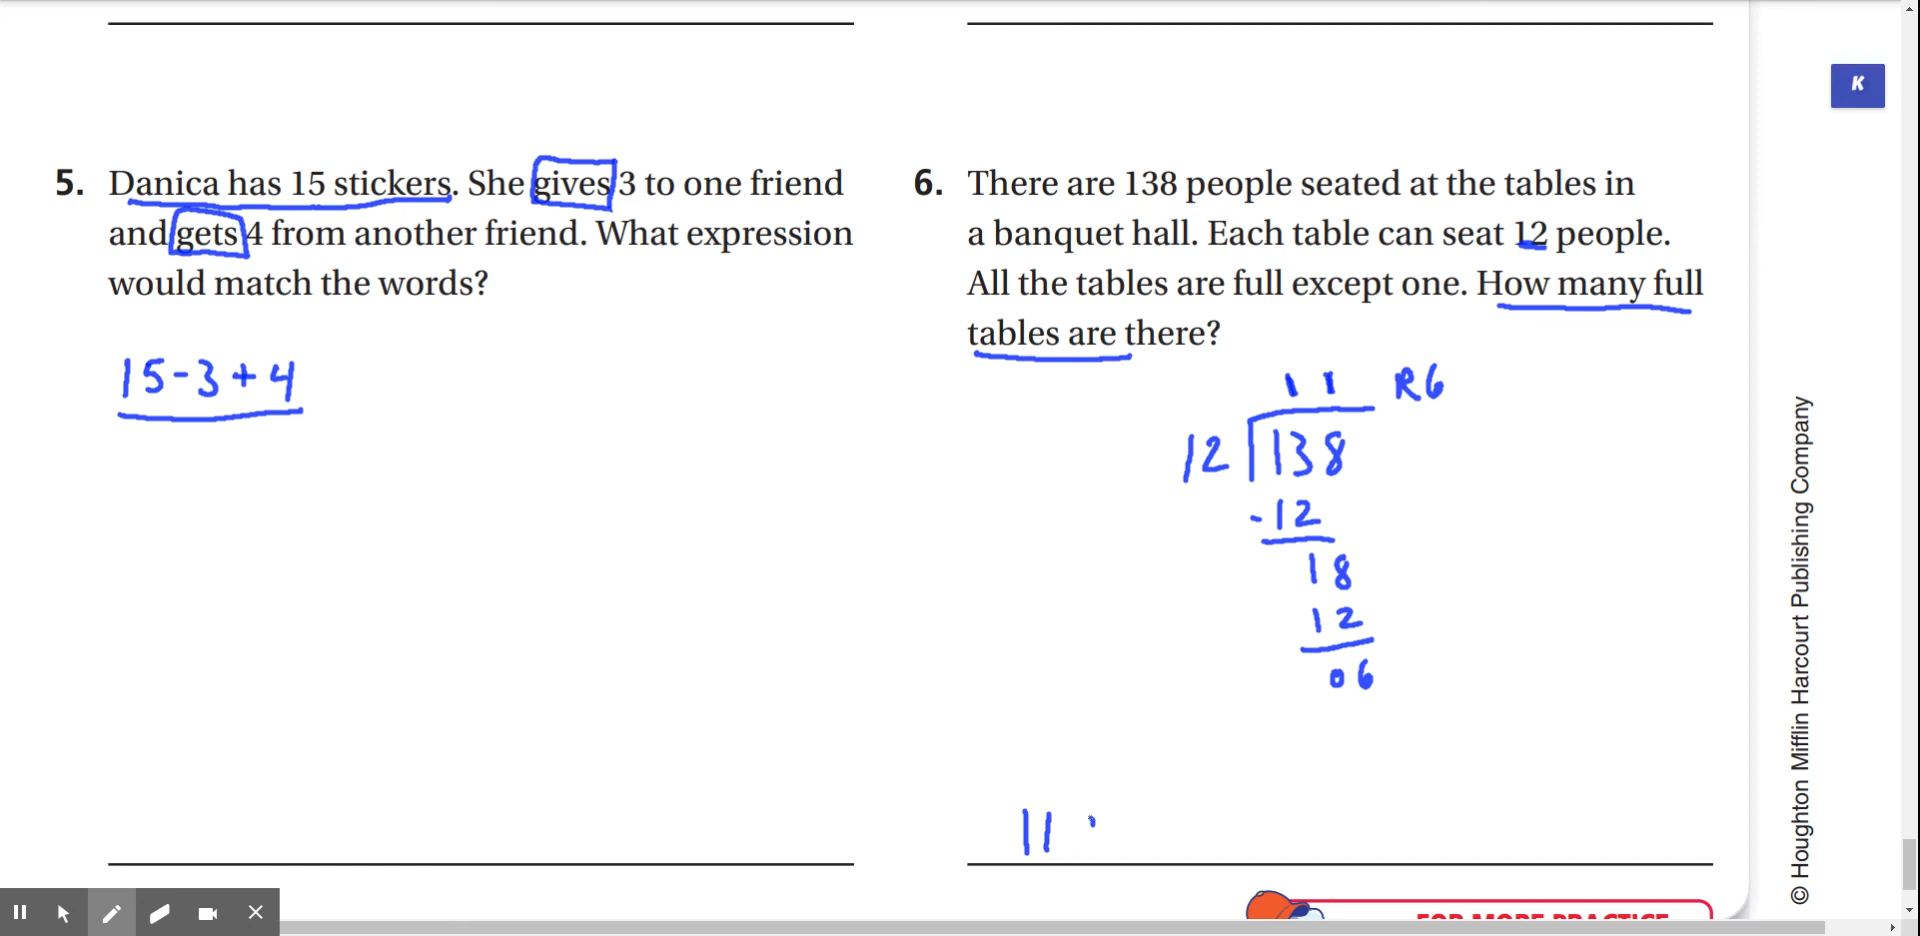 K
5. Danica has 15 stickers. She gives 3 to one friend
and gets 4 from another friend. What expression
would match the words?
15-3+4
6. There are 138 people seated at the tables in
a banquet hall. Each table can seat 12 people.
All the tables are full except one. How many full
tables are there?
11 R6
12 138
-12
18
12
06
11
© Houghton Mifflin Harcourt Publishing Company
FOR MORE PRACTICE